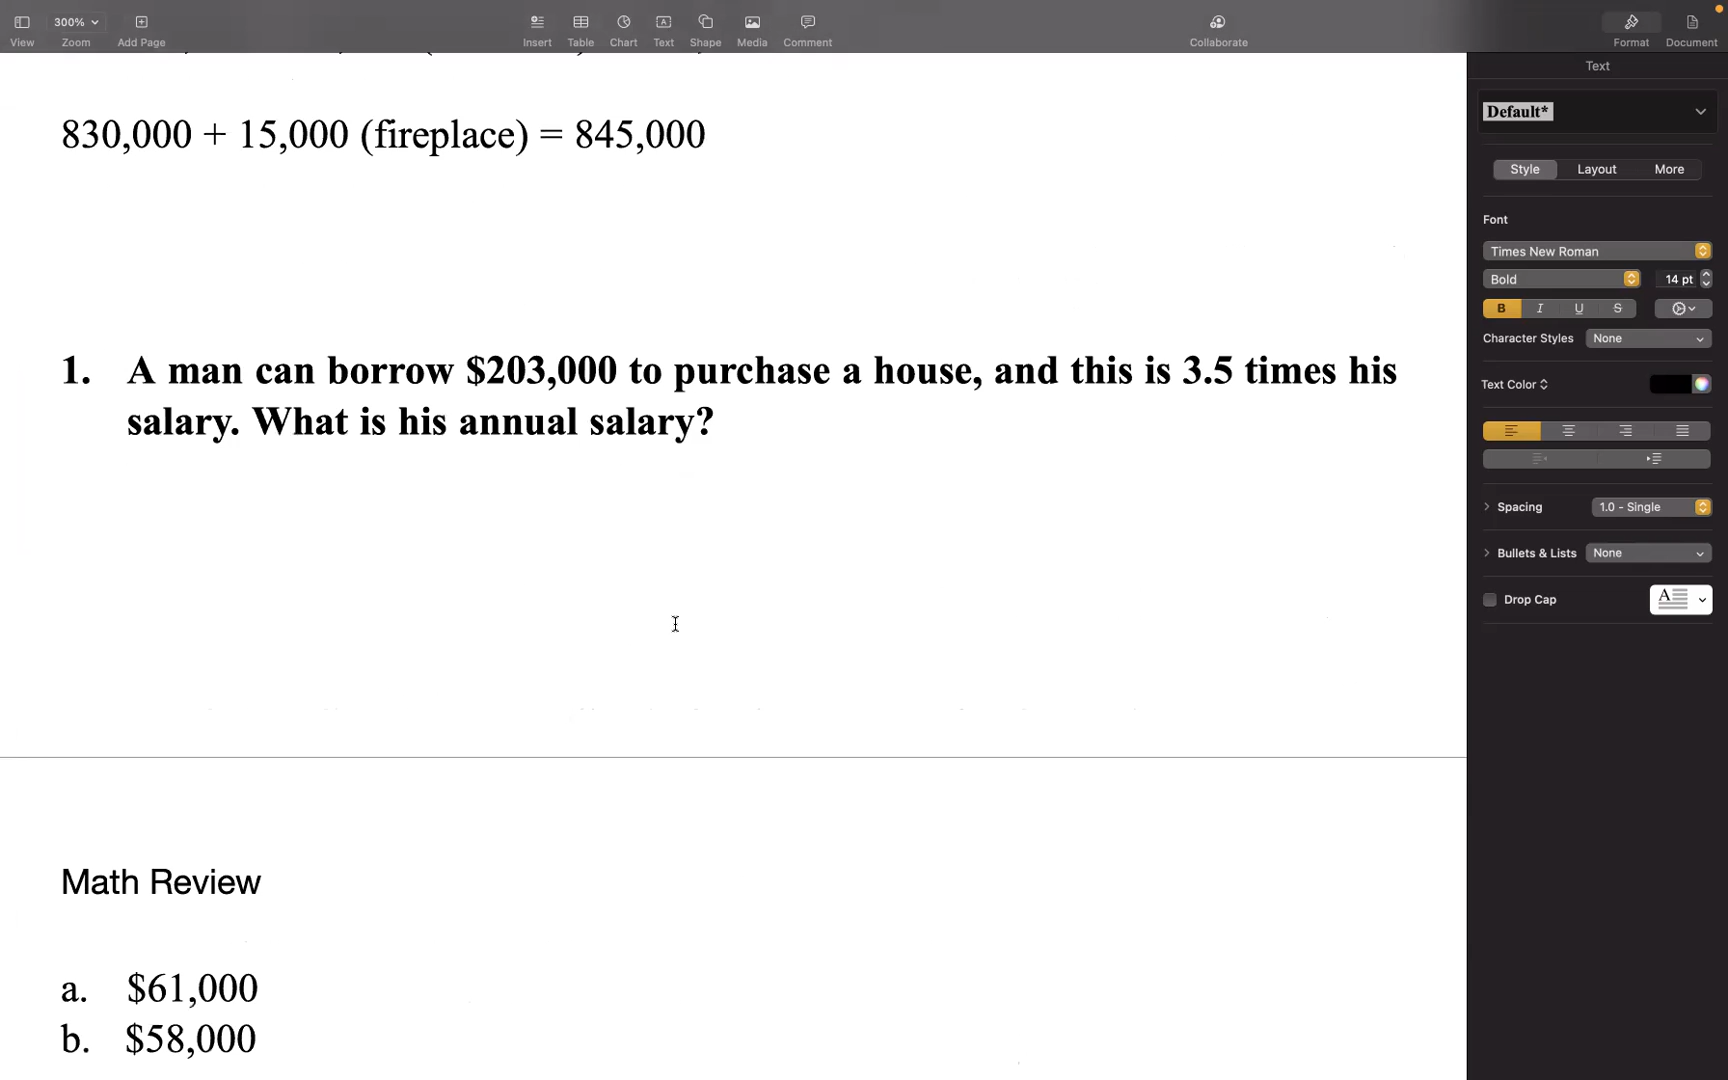 300%
View
Zoom
Add Page
Insert
Table
Chart
Text
Shape
Media
Comment
Collaborate
Format
Document
830,000 + 15,000 (fireplace) = 845,000
1. A man can borrow $203,000 to purchase a house, and this is 3.5 times his
salary. What is his annual salary?
Math Review
a. $61,000
b. $58,000
Text
Default*
Style
Layout
More
Font
Times New Roman
Bold
14 pt
B I U S
Character Styles
None
Text Color
Spacing
1.0 - Single
Bullets & Lists
None
Drop Cap
A